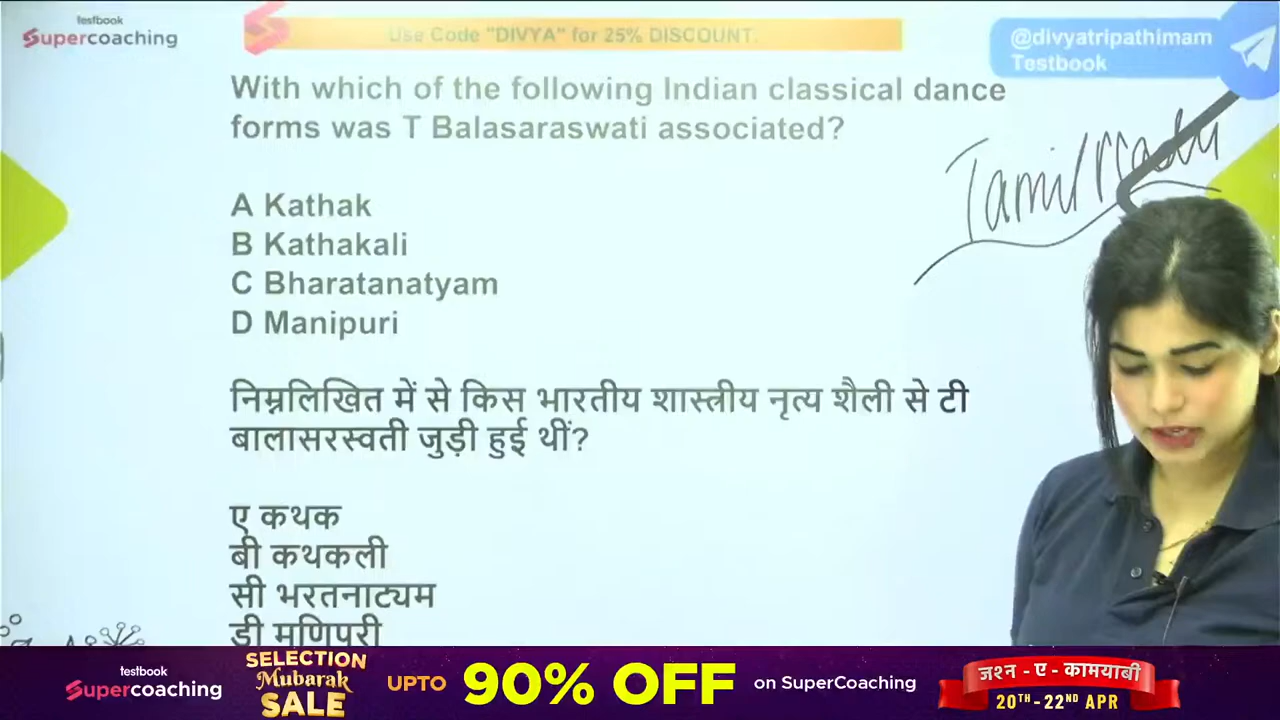 testbook
Supercoaching
Use Code "DIVYA" for 25% DISCOUNT.
@divyatripathimam
Testbook
With which of the following Indian classical dance
forms was T Balasaraswati associated?
Tamilnadu
A Kathak
B Kathakali
C Bharatanatyam
D Manipuri
निम्नलिखित में से किस भारतीय शास्त्रीय नृत्य शैली से टी
बालासरस्वती जुड़ी हुई थीं?
ए कथक
बी कथकली
सी भरतनाट्यम
डी मणिपुरी
testbook
Supercoaching
SELECTION
Mubarak
SALE
UPTO 90% OFF on SuperCoaching
जश्न - ए - कामयाबी
20TH - 22ND APR